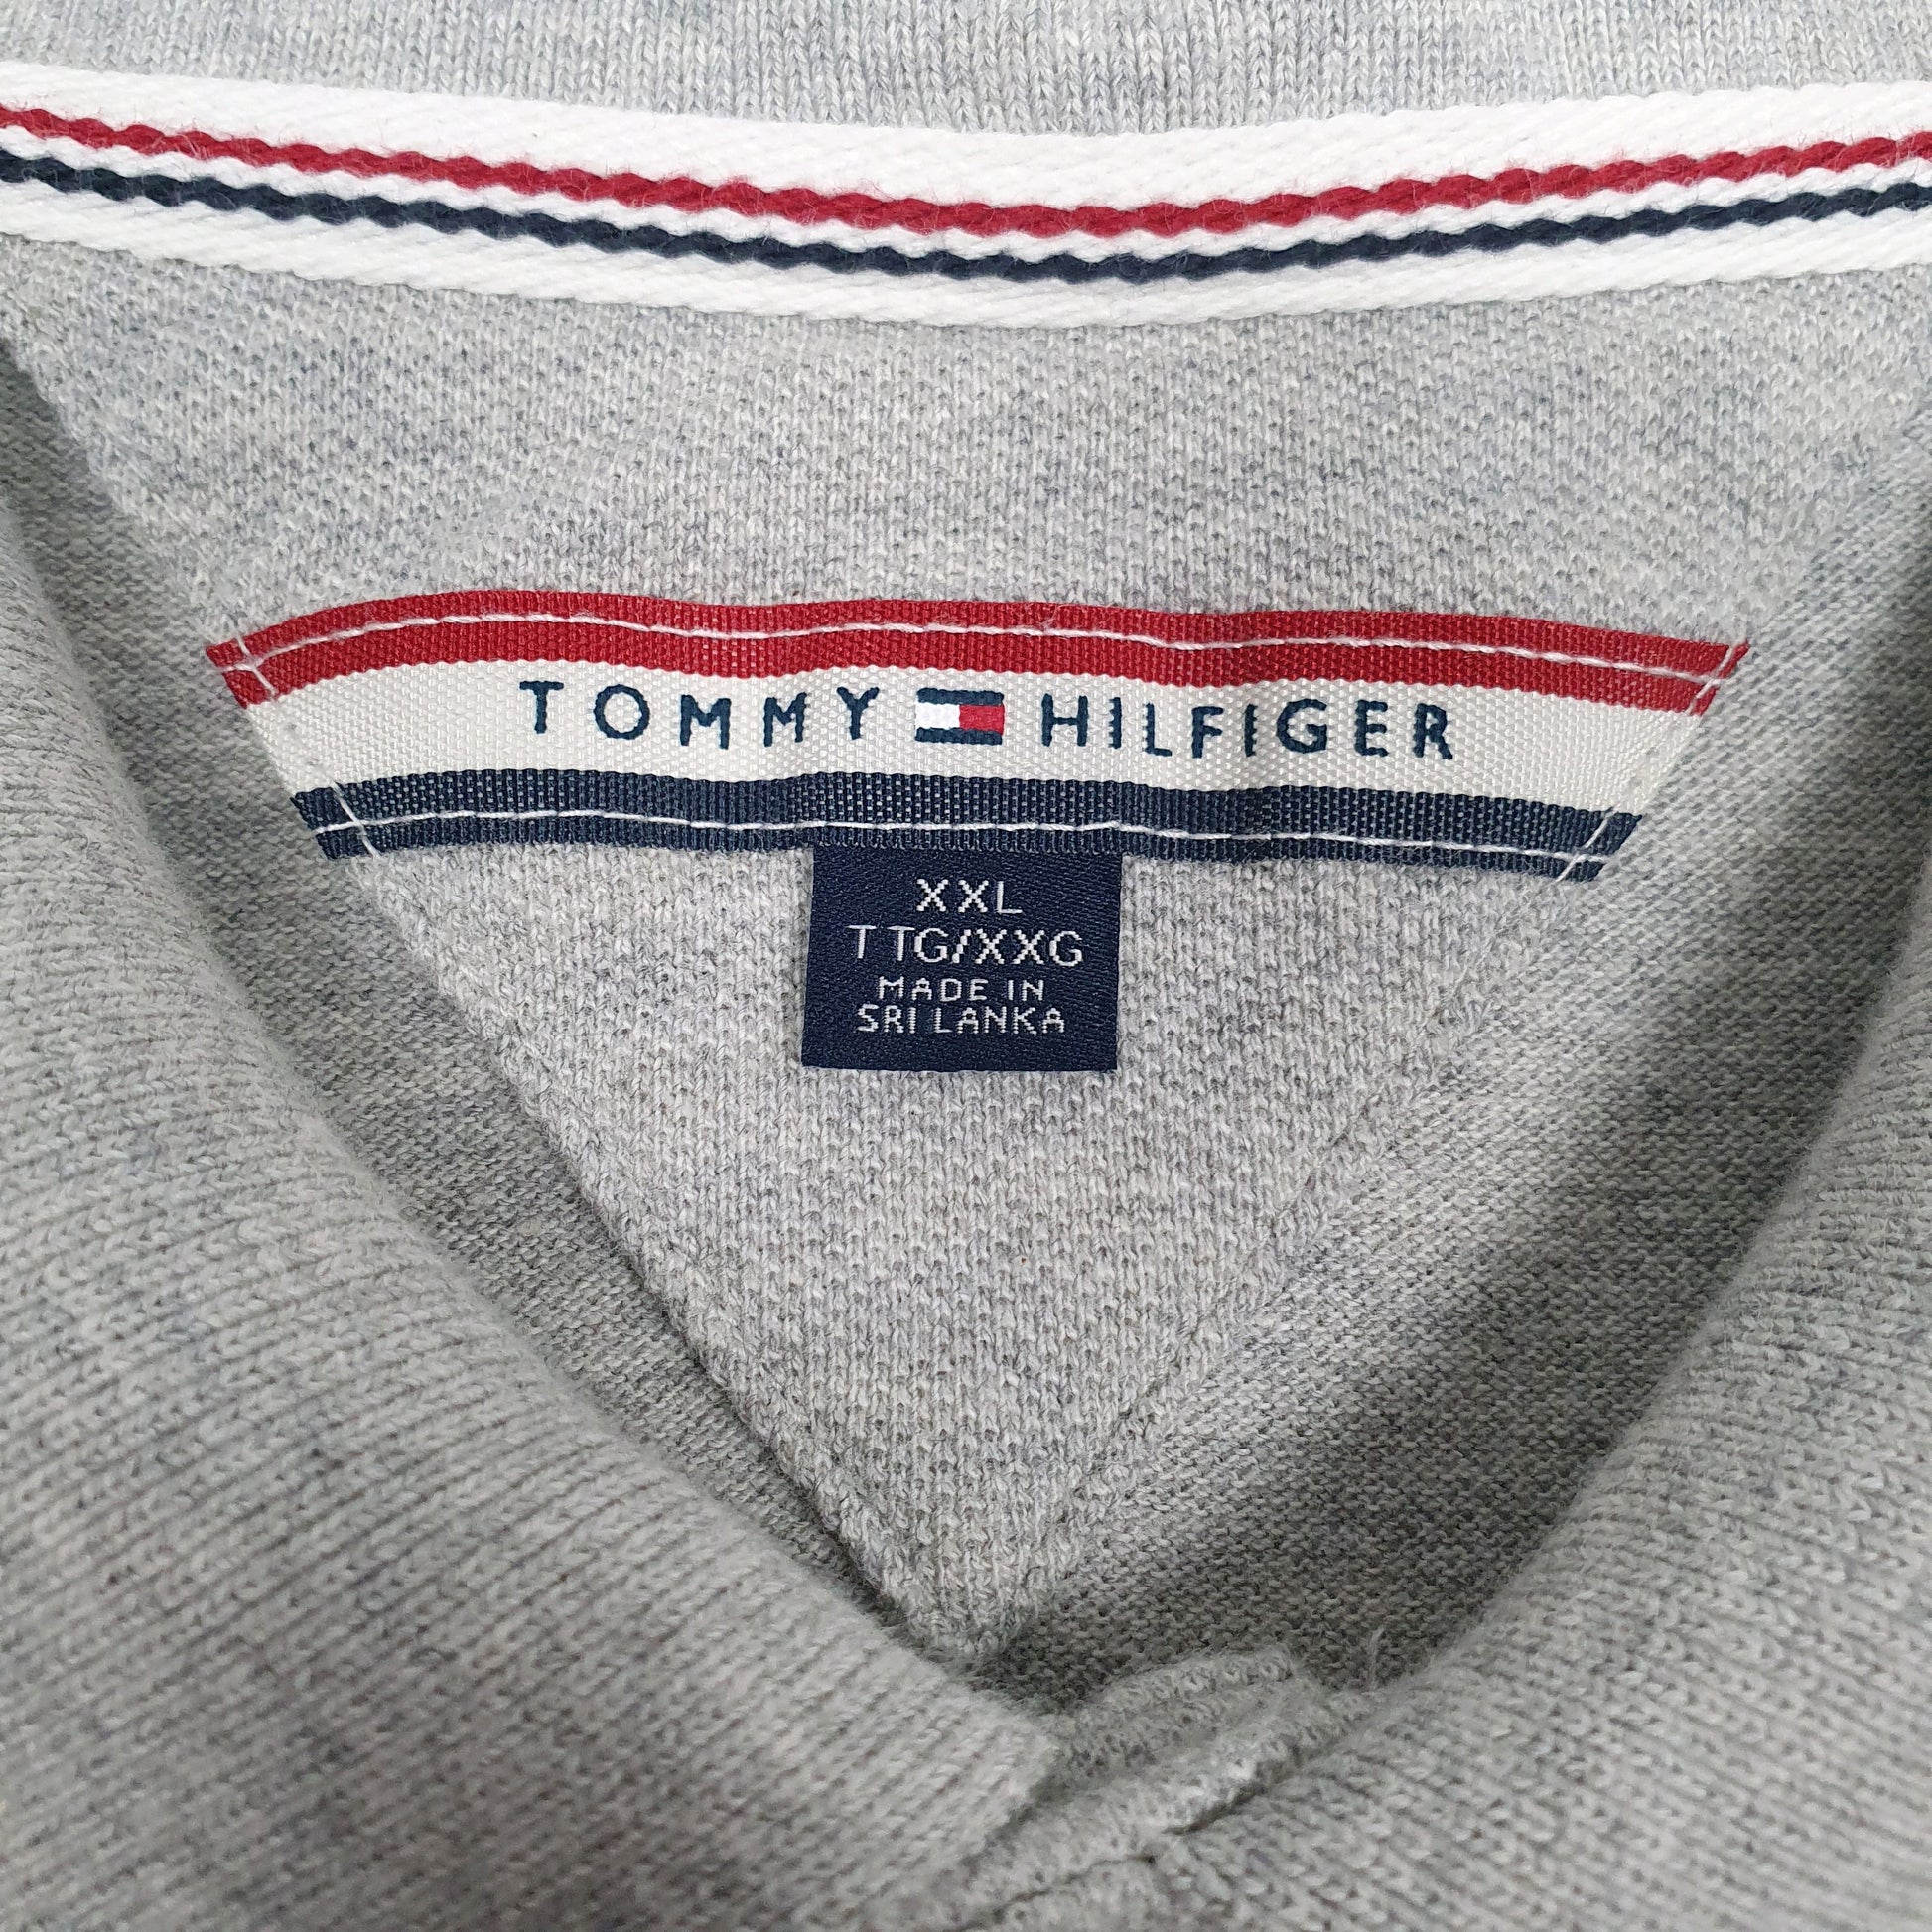 TOMMY HILFIGER
XXL
TTG/XXG
MADE IN
SRI LANKA